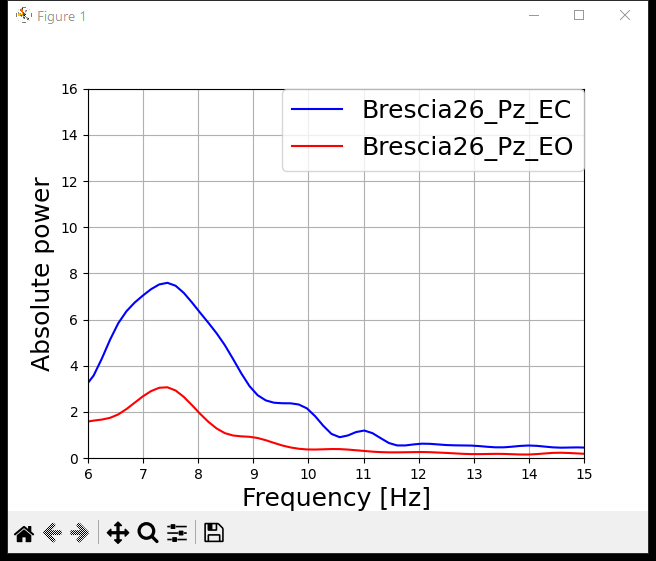 Figure 1
Brescia26_Pz_EC
Brescia26_Pz_EO
Absolute power
16
14
12
10
8
6
4
2
0
6 7 8 9 10 11 12 13 14 15
Frequency [Hz]